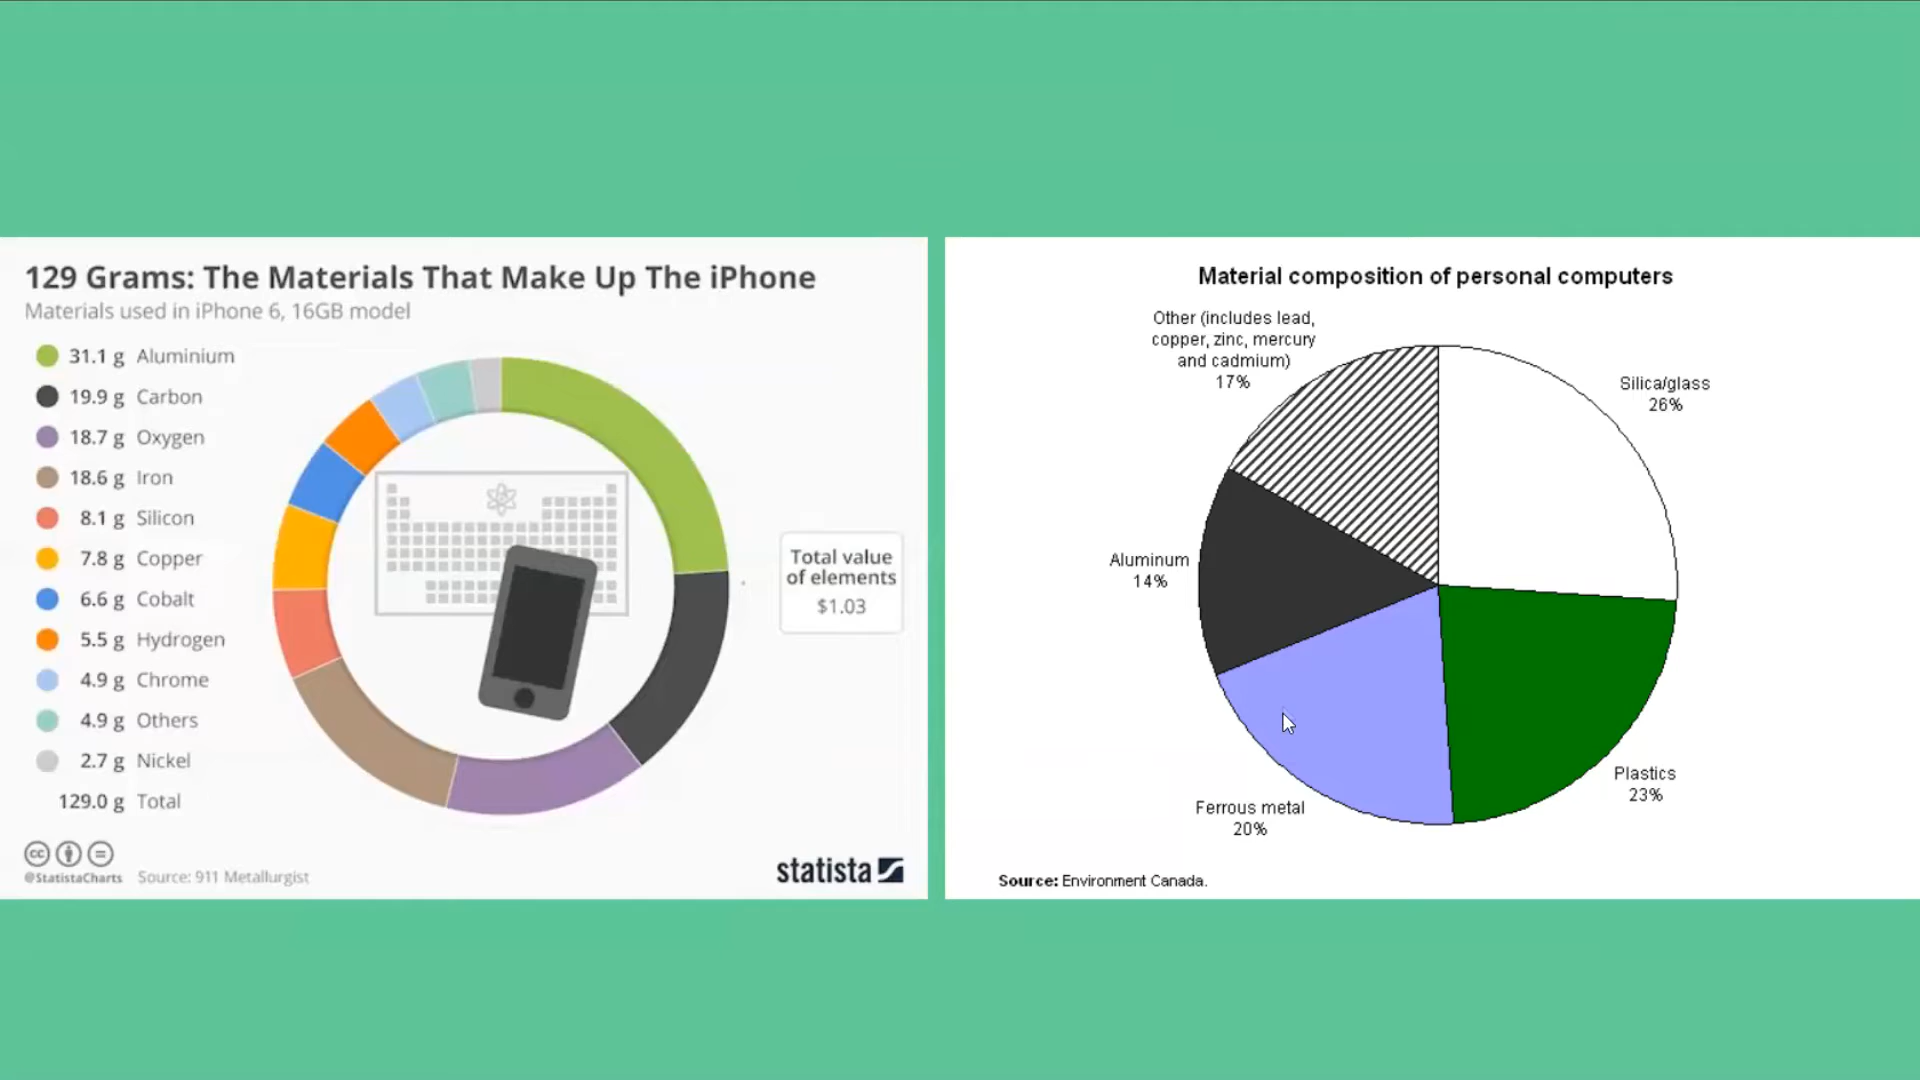 129 Grams: The Materials That Make Up The iPhone
Materials used in iPhone 6, 16GB model
31.1 g Aluminium
19.9 g Carbon
18.7 g Oxygen
18.6 g Iron
8.1 g Silicon
7.8 g Copper
6.6 g Cobalt
5.5 g Hydrogen
4.9 g Chrome
4.9 g Others
2.7 g Nickel
129.0 g Total
Total value
of elements
$1.03
cc
@StatistaCharts Source: 911 Metallurgist
statista
Material composition of personal computers
Other (includes lead,
copper, zinc, mercury
and cadmium)
17%
Silica/glass
26%
Aluminum
14%
Plastics
23%
Ferrous metal
20%
Source: Environment Canada.